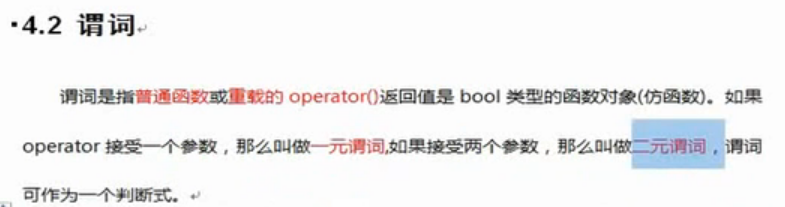 ▪4.2 谓词↵
谓词是指普通函数或重载的 operator()返回值是 bool 类型的函数对象(仿函数)。如果
operator 接受一个参数，那么叫做一元谓词,如果接受两个参数，那么叫做二元谓词，谓词
可作为一个判断式。↵